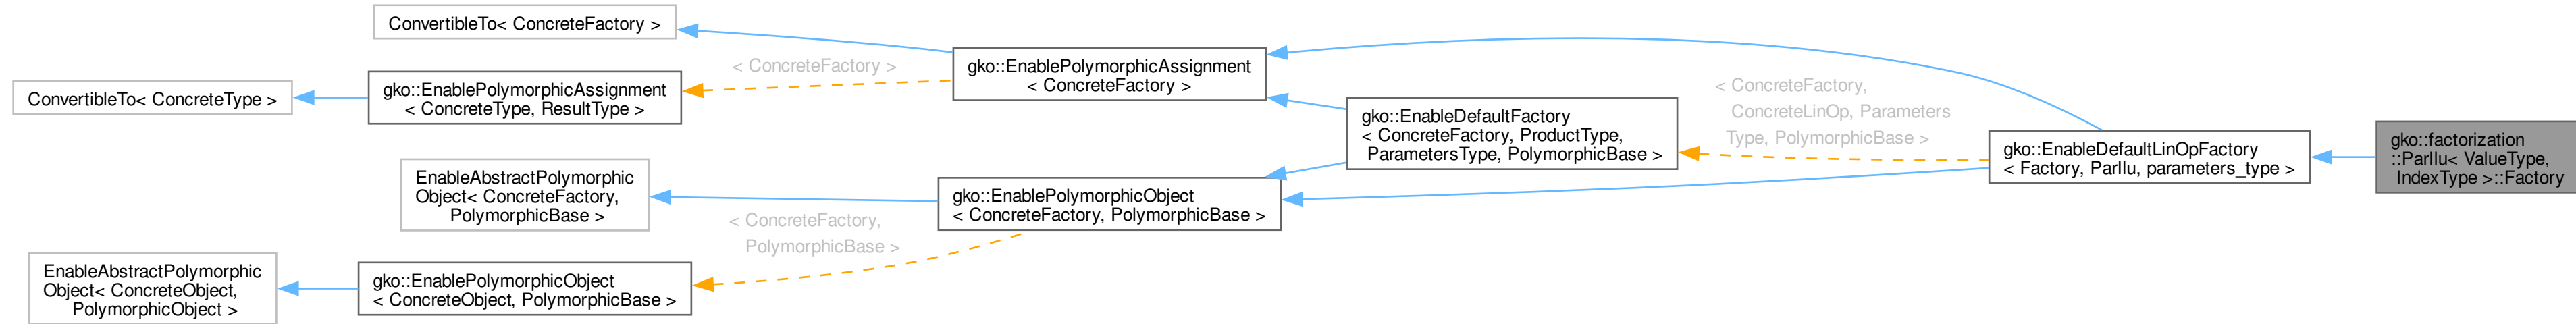 ConvertibleTo< ConcreteFactory >
ConvertibleTo< ConcreteType >
gko::EnablePolymorphicAssignment
< ConcreteType, ResultType >
< ConcreteFactory >
gko::EnablePolymorphicAssignment
< ConcreteFactory >
EnableAbstractPolymorphic
Object< ConcreteFactory,
PolymorphicBase >
EnableAbstractPolymorphic
Object< ConcreteObject,
PolymorphicObject >
gko::EnablePolymorphicObject
< ConcreteObject, PolymorphicBase >
< ConcreteFactory,
PolymorphicBase >
gko::EnablePolymorphicObject
< ConcreteFactory, PolymorphicBase >
gko::EnableDefaultFactory
< ConcreteFactory, ProductType,
ParametersType, PolymorphicBase >
< ConcreteFactory,
ConcreteLinOp, Parameters
Type, PolymorphicBase >
gko::EnableDefaultLinOpFactory
< Factory, ParIlu, parameters_type >
gko::factorization
::ParIlu< ValueType,
IndexType >::Factory